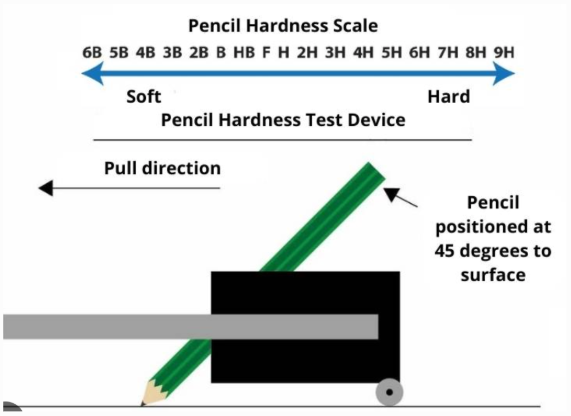 Pencil Hardness Scale
6B 5B 4B 3B 2B B HB F H 2H 3H 4H 5H 6H 7H 8H 9H
Soft
Hard
Pencil Hardness Test Device
Pull direction
Pencil
positioned at
45 degrees to
surface